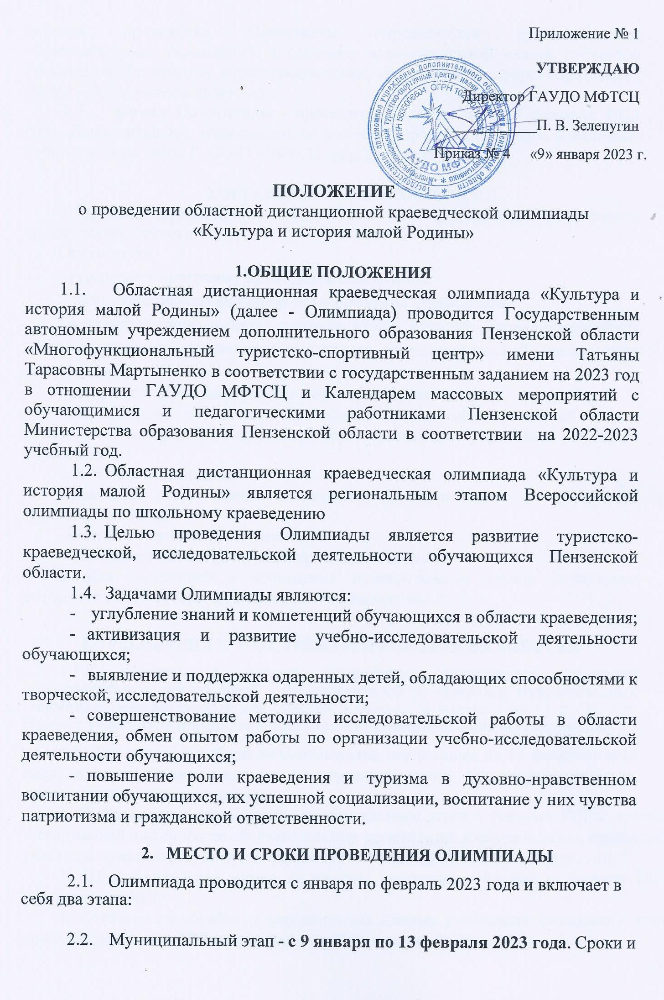 Приложение № 1
УТВЕРЖДАЮ
Директор ГАУДО МФТСЦ
П. В. Зелепугин
Приказ № 4 «9» января 2023 г.
Государственное автономное учреждение дополнительного образования Пензенской области *
«Многофункциональный туристско-спортивный центр» имени Татьяны Тарасовны Мартыненко *
ИНН 5835006604 ОГРН
ГАУДО МФТСЦ
ПОЛОЖЕНИЕ
о проведении областной дистанционной краеведческой олимпиады
«Культура и история малой Родины»
1.ОБЩИЕ ПОЛОЖЕНИЯ
1.1. Областная дистанционная краеведческая олимпиада «Культура и
история малой Родины» (далее - Олимпиада) проводится Государственным
автономным учреждением дополнительного образования Пензенской области
«Многофункциональный туристско-спортивный центр» имени Татьяны
Тарасовны Мартыненко в соответствии с государственным заданием на 2023 год
в отношении ГАУДО МФТСЦ и Календарем массовых мероприятий с
обучающимися и педагогическими работниками Пензенской области
Министерства образования Пензенской области в соответствии на 2022-2023
учебный год.
1.2. Областная дистанционная краеведческая олимпиада «Культура и
история малой Родины» является региональным этапом Всероссийской
олимпиады по школьному краеведению
1.3. Целью проведения Олимпиады является развитие туристско-
краеведческой, исследовательской деятельности обучающихся Пензенской
области.
1.4. Задачами Олимпиады являются:
- углубление знаний и компетенций обучающихся в области краеведения;
- активизация и развитие учебно-исследовательской деятельности
обучающихся;
- выявление и поддержка одаренных детей, обладающих способностями к
творческой, исследовательской деятельности;
- совершенствование методики исследовательской работы в области
краеведения, обмен опытом работы по организации учебно-исследовательской
деятельности обучающихся;
- повышение роли краеведения и туризма в духовно-нравственном
воспитании обучающихся, их успешной социализации, воспитание у них чувства
патриотизма и гражданской ответственности.
2. МЕСТО И СРОКИ ПРОВЕДЕНИЯ ОЛИМПИАДЫ
2.1. Олимпиада проводится с января по февраль 2023 года и включает в
себя два этапа:
2.2. Муниципальный этап - с 9 января по 13 февраля 2023 года. Сроки и